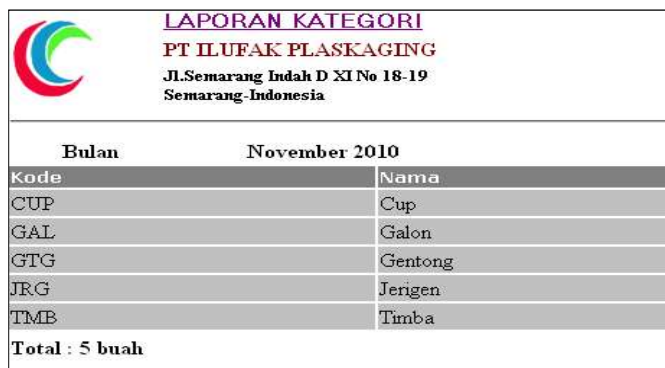 LAPORAN KATEGORI
PT ILUFAK PLASKAGING
Jl.Semarang Indah D XI No 18-19
Semarang-Indonesia
Bulan November 2010
Kode Nama
CUP Cup
GAL Galon
GTG Gentong
JRG Jerigen
TMB Timba
Total : 5 buah